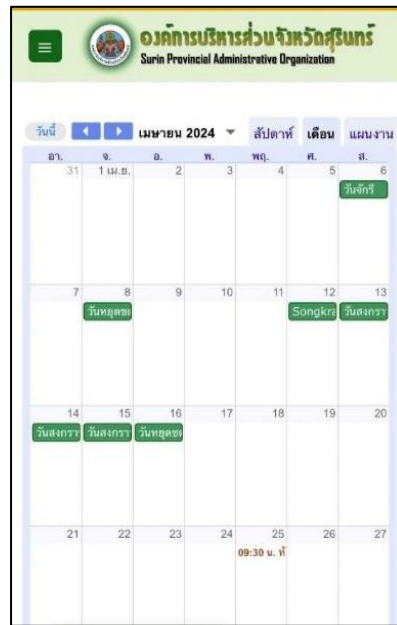 องค์การบริหารส่วนจังหวัดสุรินทร์
Surin Provincial Administrative Organization
วันนี้ เมษายน 2024 สัปดาห์ เดือน แผนงาน
อา. จ. อ. พ. พฤ. ศ. ส.
31 1 เม.ย. 2 3 4 5 6
วันจักรี
7 8 9 10 11 12 13
วันหยุดช Songkra วันสงกรา
14 15 16 17 18 19 20
วันสงกรา วันสงกรา วันหยุดช
21 22 23 24 25 26 27
09:30 น. ที่